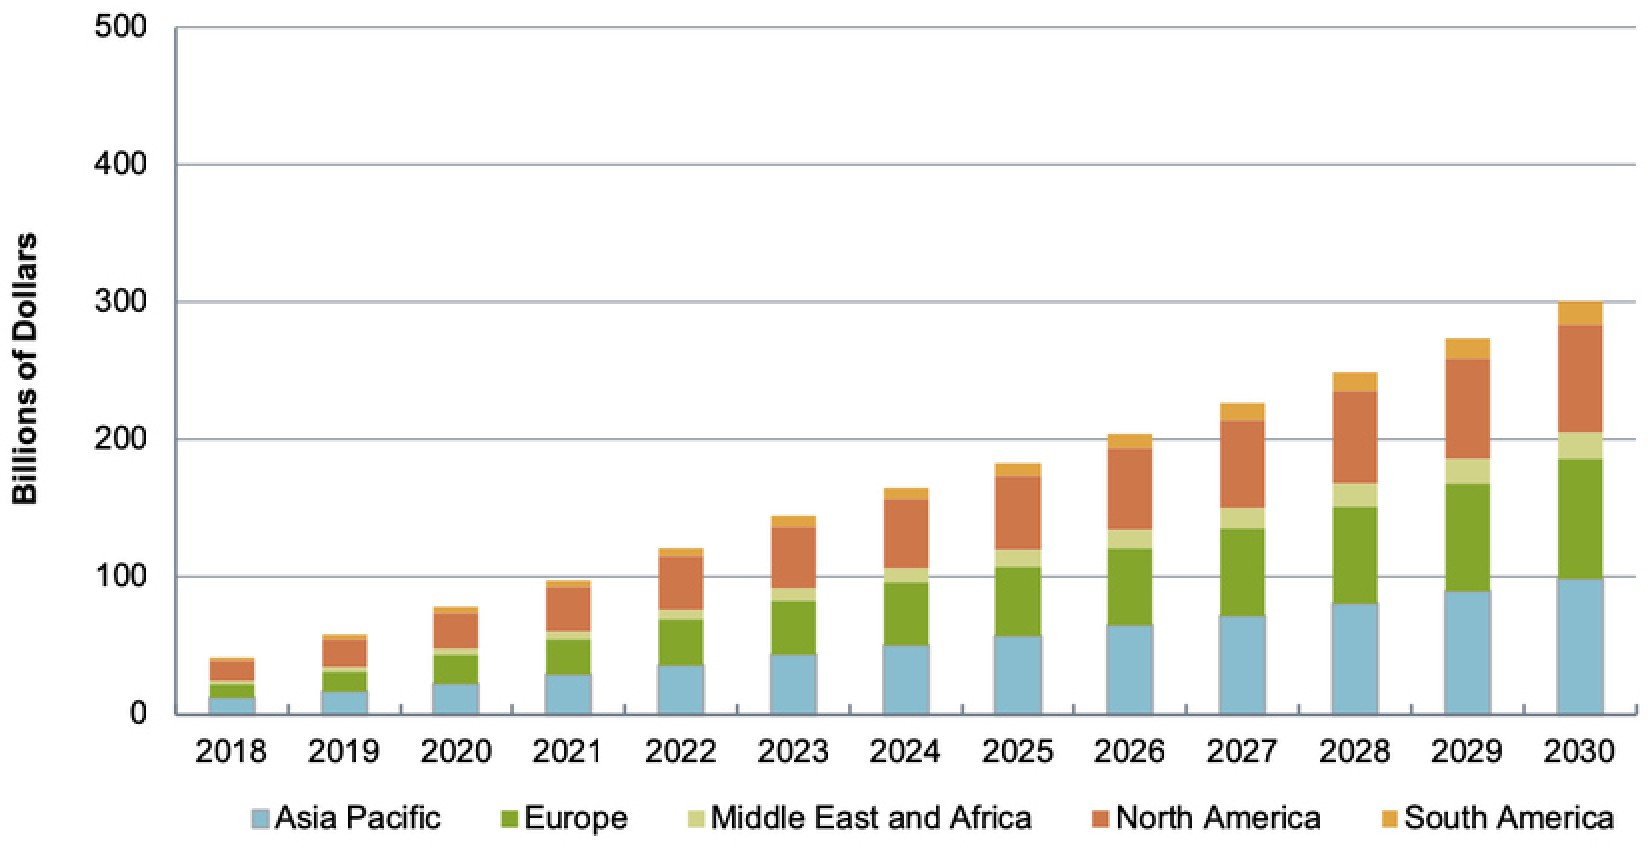 500
400
300
200
100
0
Billions of Dollars
2018 2019 2020 2021 2022 2023 2024 2025 2026 2027 2028 2029 2030
Asia Pacific Europe Middle East and Africa North America South America